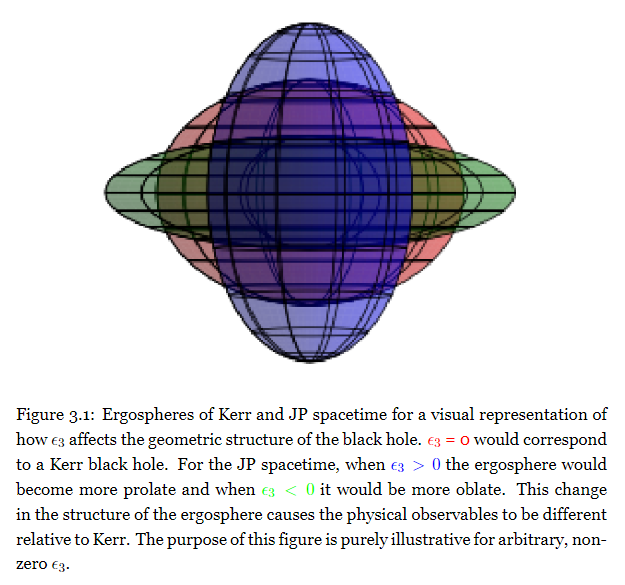 Figure 3.1: Ergospheres of Kerr and JP spacetime for a visual representation of
how ϵ3 affects the geometric structure of the black hole. ϵ3 = 0 would correspond
to a Kerr black hole. For the JP spacetime, when ϵ3 > 0 the ergosphere would
become more prolate and when ϵ3 < 0 it would be more oblate. This change
in the structure of the ergosphere causes the physical observables to be different
relative to Kerr. The purpose of this figure is purely illustrative for arbitrary, non-
zero ϵ3.